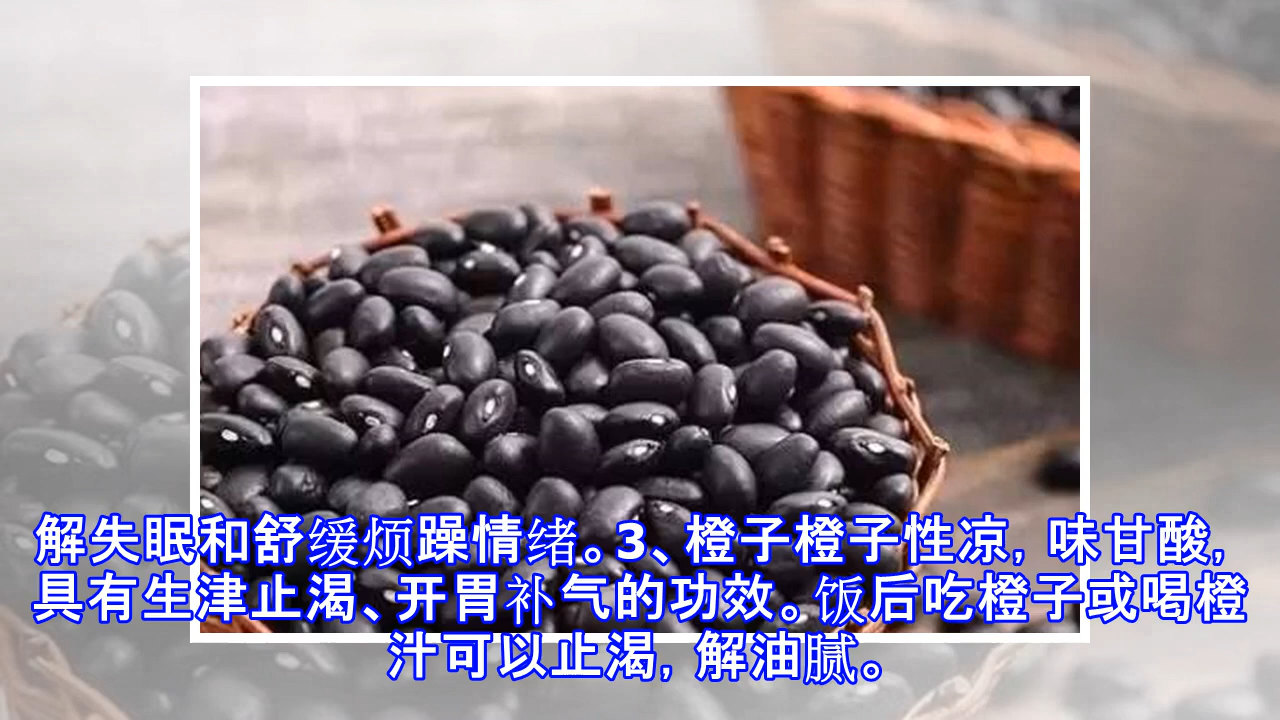 解失眠和舒缓烦躁情绪。3、橙子橙子性凉，味甘酸，
具有生津止渴、开胃补气的功效。饭后吃橙子或喝橙
汁可以止渴，解油腻。